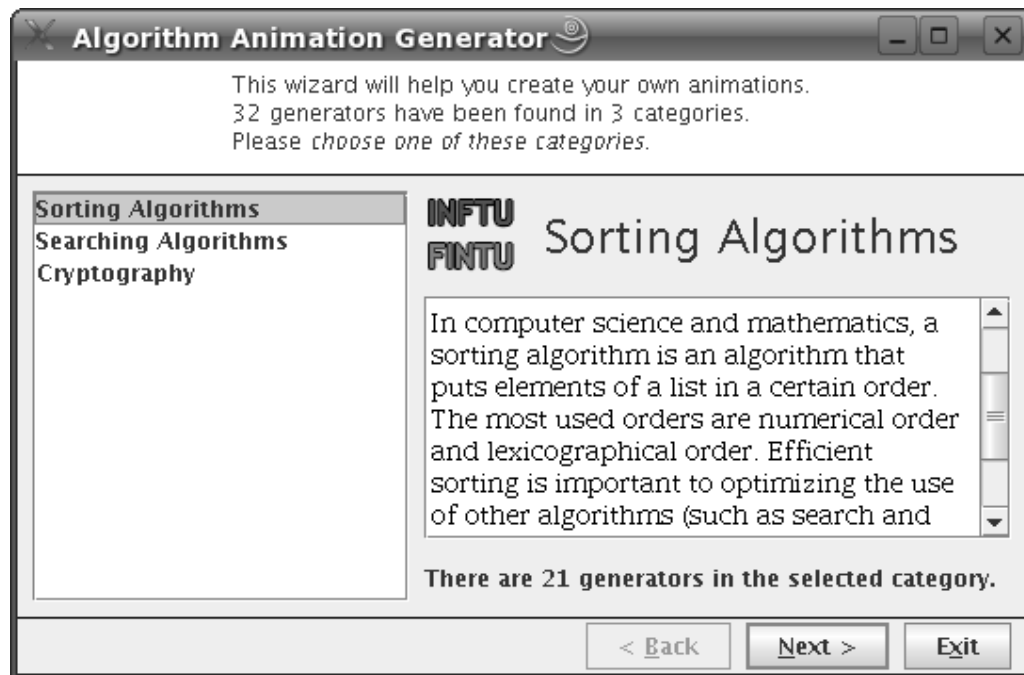 Algorithm Animation Generator
This wizard will help you create your own animations.
32 generators have been found in 3 categories.
Please choose one of these categories.
Sorting Algorithms
Searching Algorithms
Cryptography
INFTU
FINTU
Sorting Algorithms
In computer science and mathematics, a
sorting algorithm is an algorithm that
puts elements of a list in a certain order.
The most used orders are numerical order
and lexicographical order. Efficient
sorting is important to optimizing the use
of other algorithms (such as search and
There are 21 generators in the selected category.
< Back
Next >
Exit